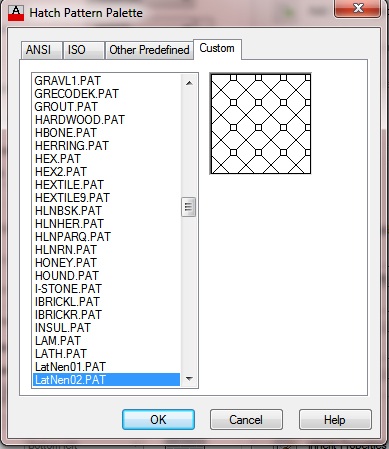 Hatch Pattern Palette
ANSI ISO Other Predefined Custom
GRAVL1.PAT
GRECODEK.PAT
GROUT.PAT
HARDWOOD.PAT
HBONE.PAT
HERRING.PAT
HEX.PAT
HEX2.PAT
HEXTILE.PAT
HEXTILE9.PAT
HLNBSK.PAT
HLNHER.PAT
HLNPARQ.PAT
HLNRN.PAT
HONEY.PAT
HOUND.PAT
I-STONE.PAT
IBRICKL.PAT
IBRICKR.PAT
INSUL.PAT
LAM.PAT
LATH.PAT
LatNen01.PAT
LatNen02.PAT
OK Cancel Help